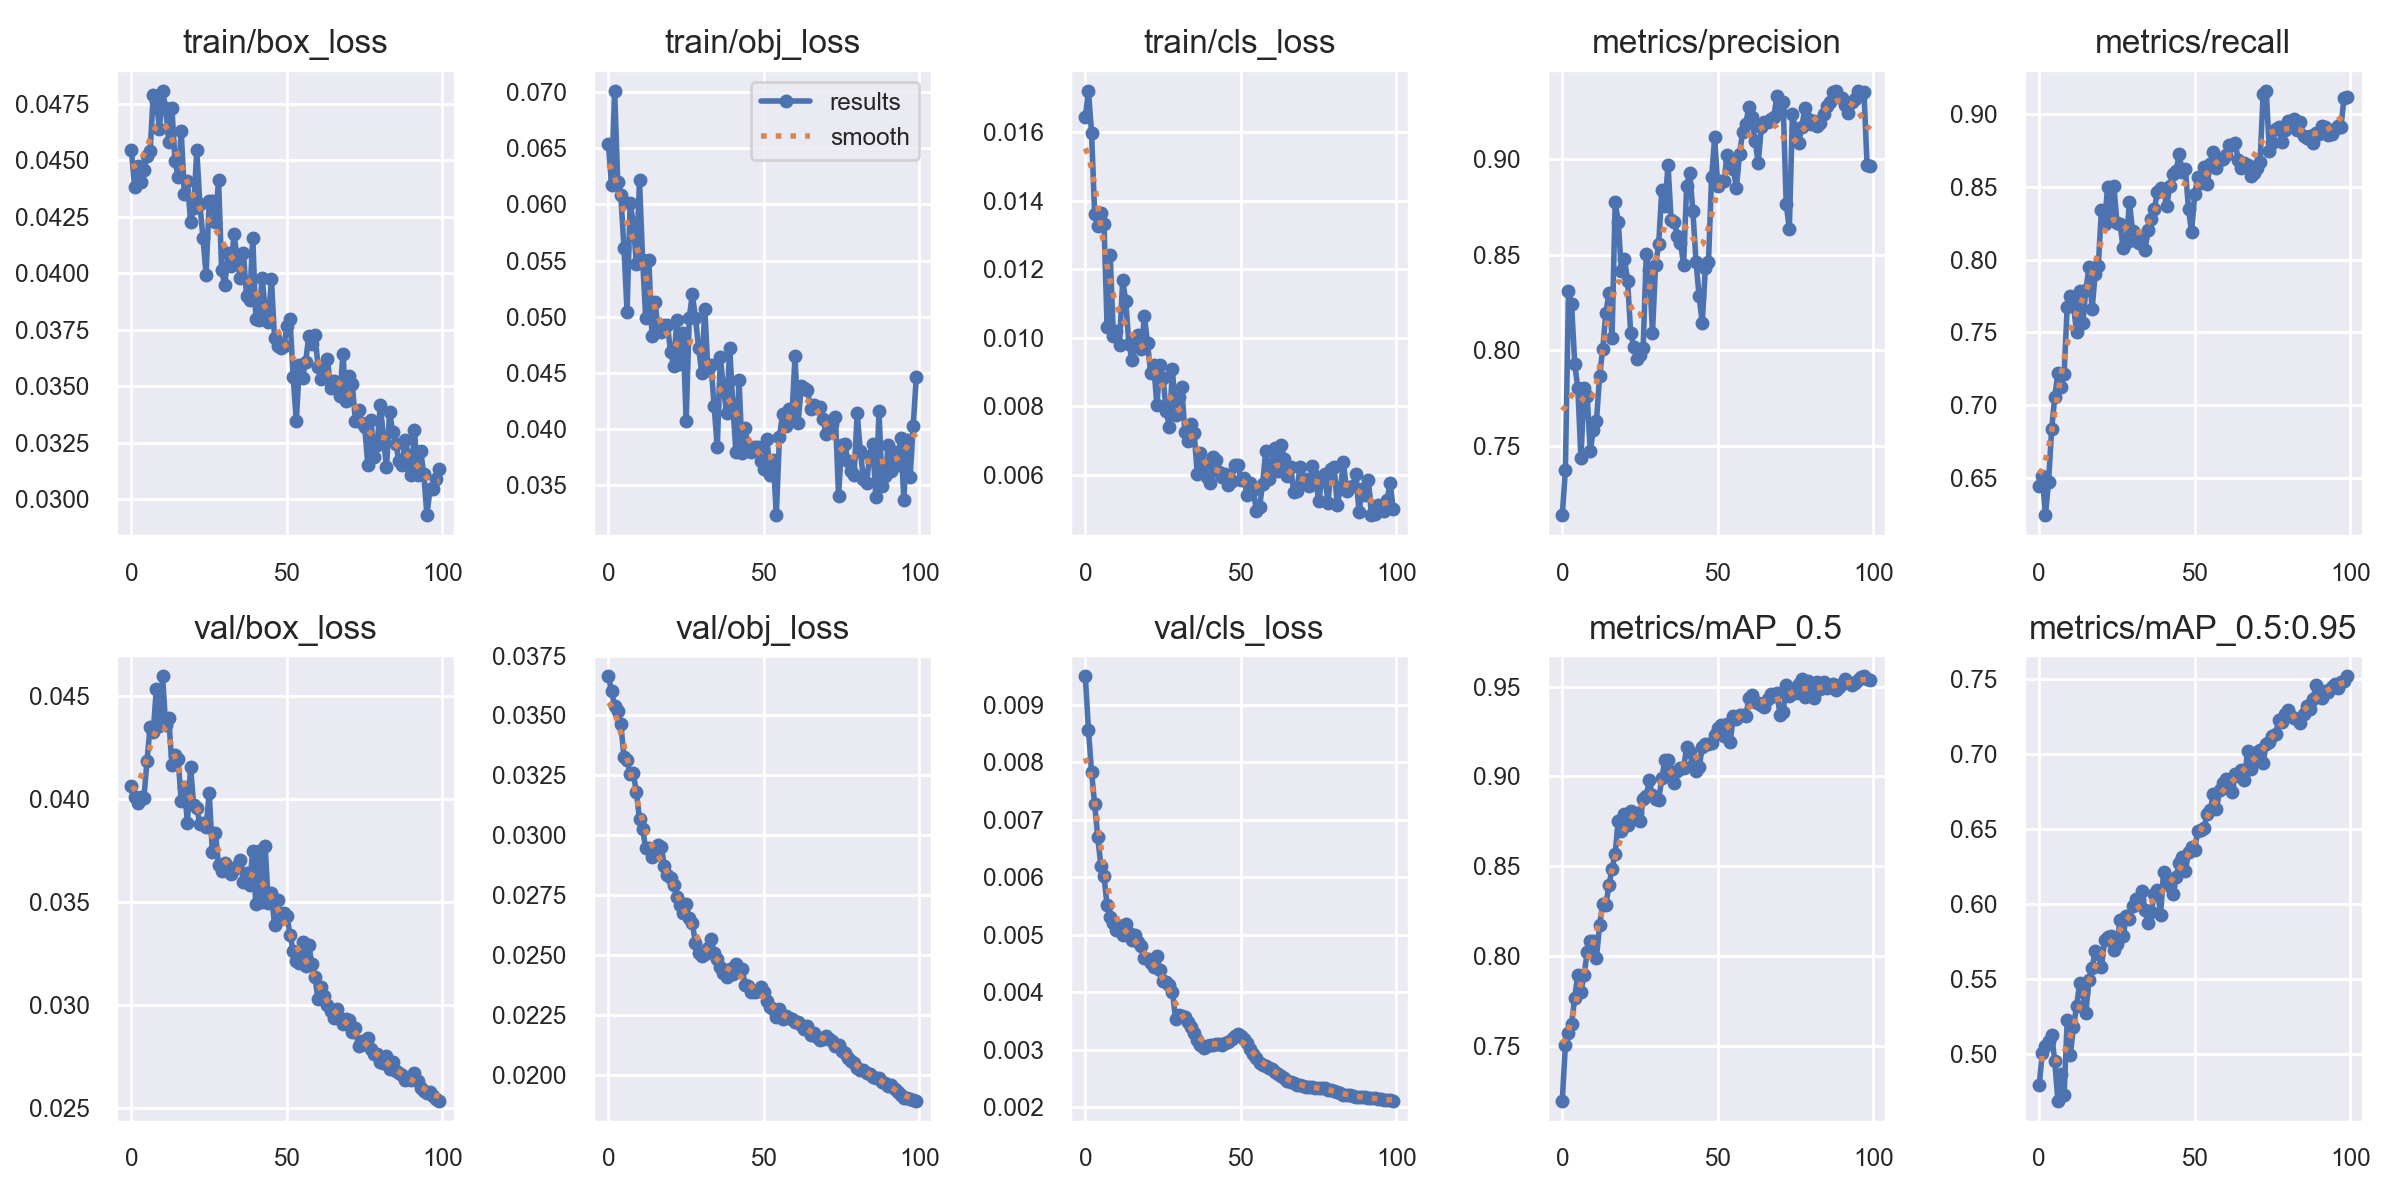 train/box_loss
0.0475
0.0450
0.0425
0.0400
0.0375
0.0350
0.0325
0.0300
0 50 100
train/obj_loss
results
smooth
0.070
0.065
0.060
0.055
0.050
0.045
0.040
0.035
0 50 100
train/cls_loss
0.016
0.014
0.012
0.010
0.008
0.006
0 50 100
metrics/precision
0.90
0.85
0.80
0.75
0 50 100
metrics/recall
0.90
0.85
0.80
0.75
0.70
0.65
0 50 100
val/box_loss
0.045
0.040
0.035
0.030
0.025
0 50 100
val/obj_loss
0.0375
0.0350
0.0325
0.0300
0.0275
0.0250
0.0225
0.0200
0 50 100
val/cls_loss
0.009
0.008
0.007
0.006
0.005
0.004
0.003
0.002
0 50 100
metrics/mAP_0.5
0.95
0.90
0.85
0.80
0.75
0 50 100
metrics/mAP_0.5:0.95
0.75
0.70
0.65
0.60
0.55
0.50
0 50 100